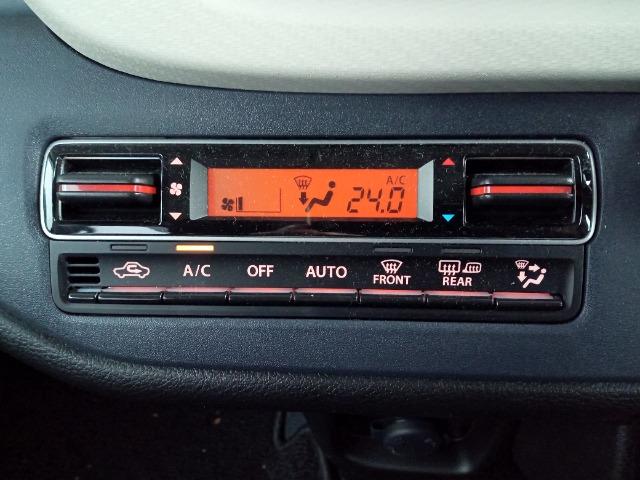 A/C
24.0
A/C OFF AUTO FRONT REAR